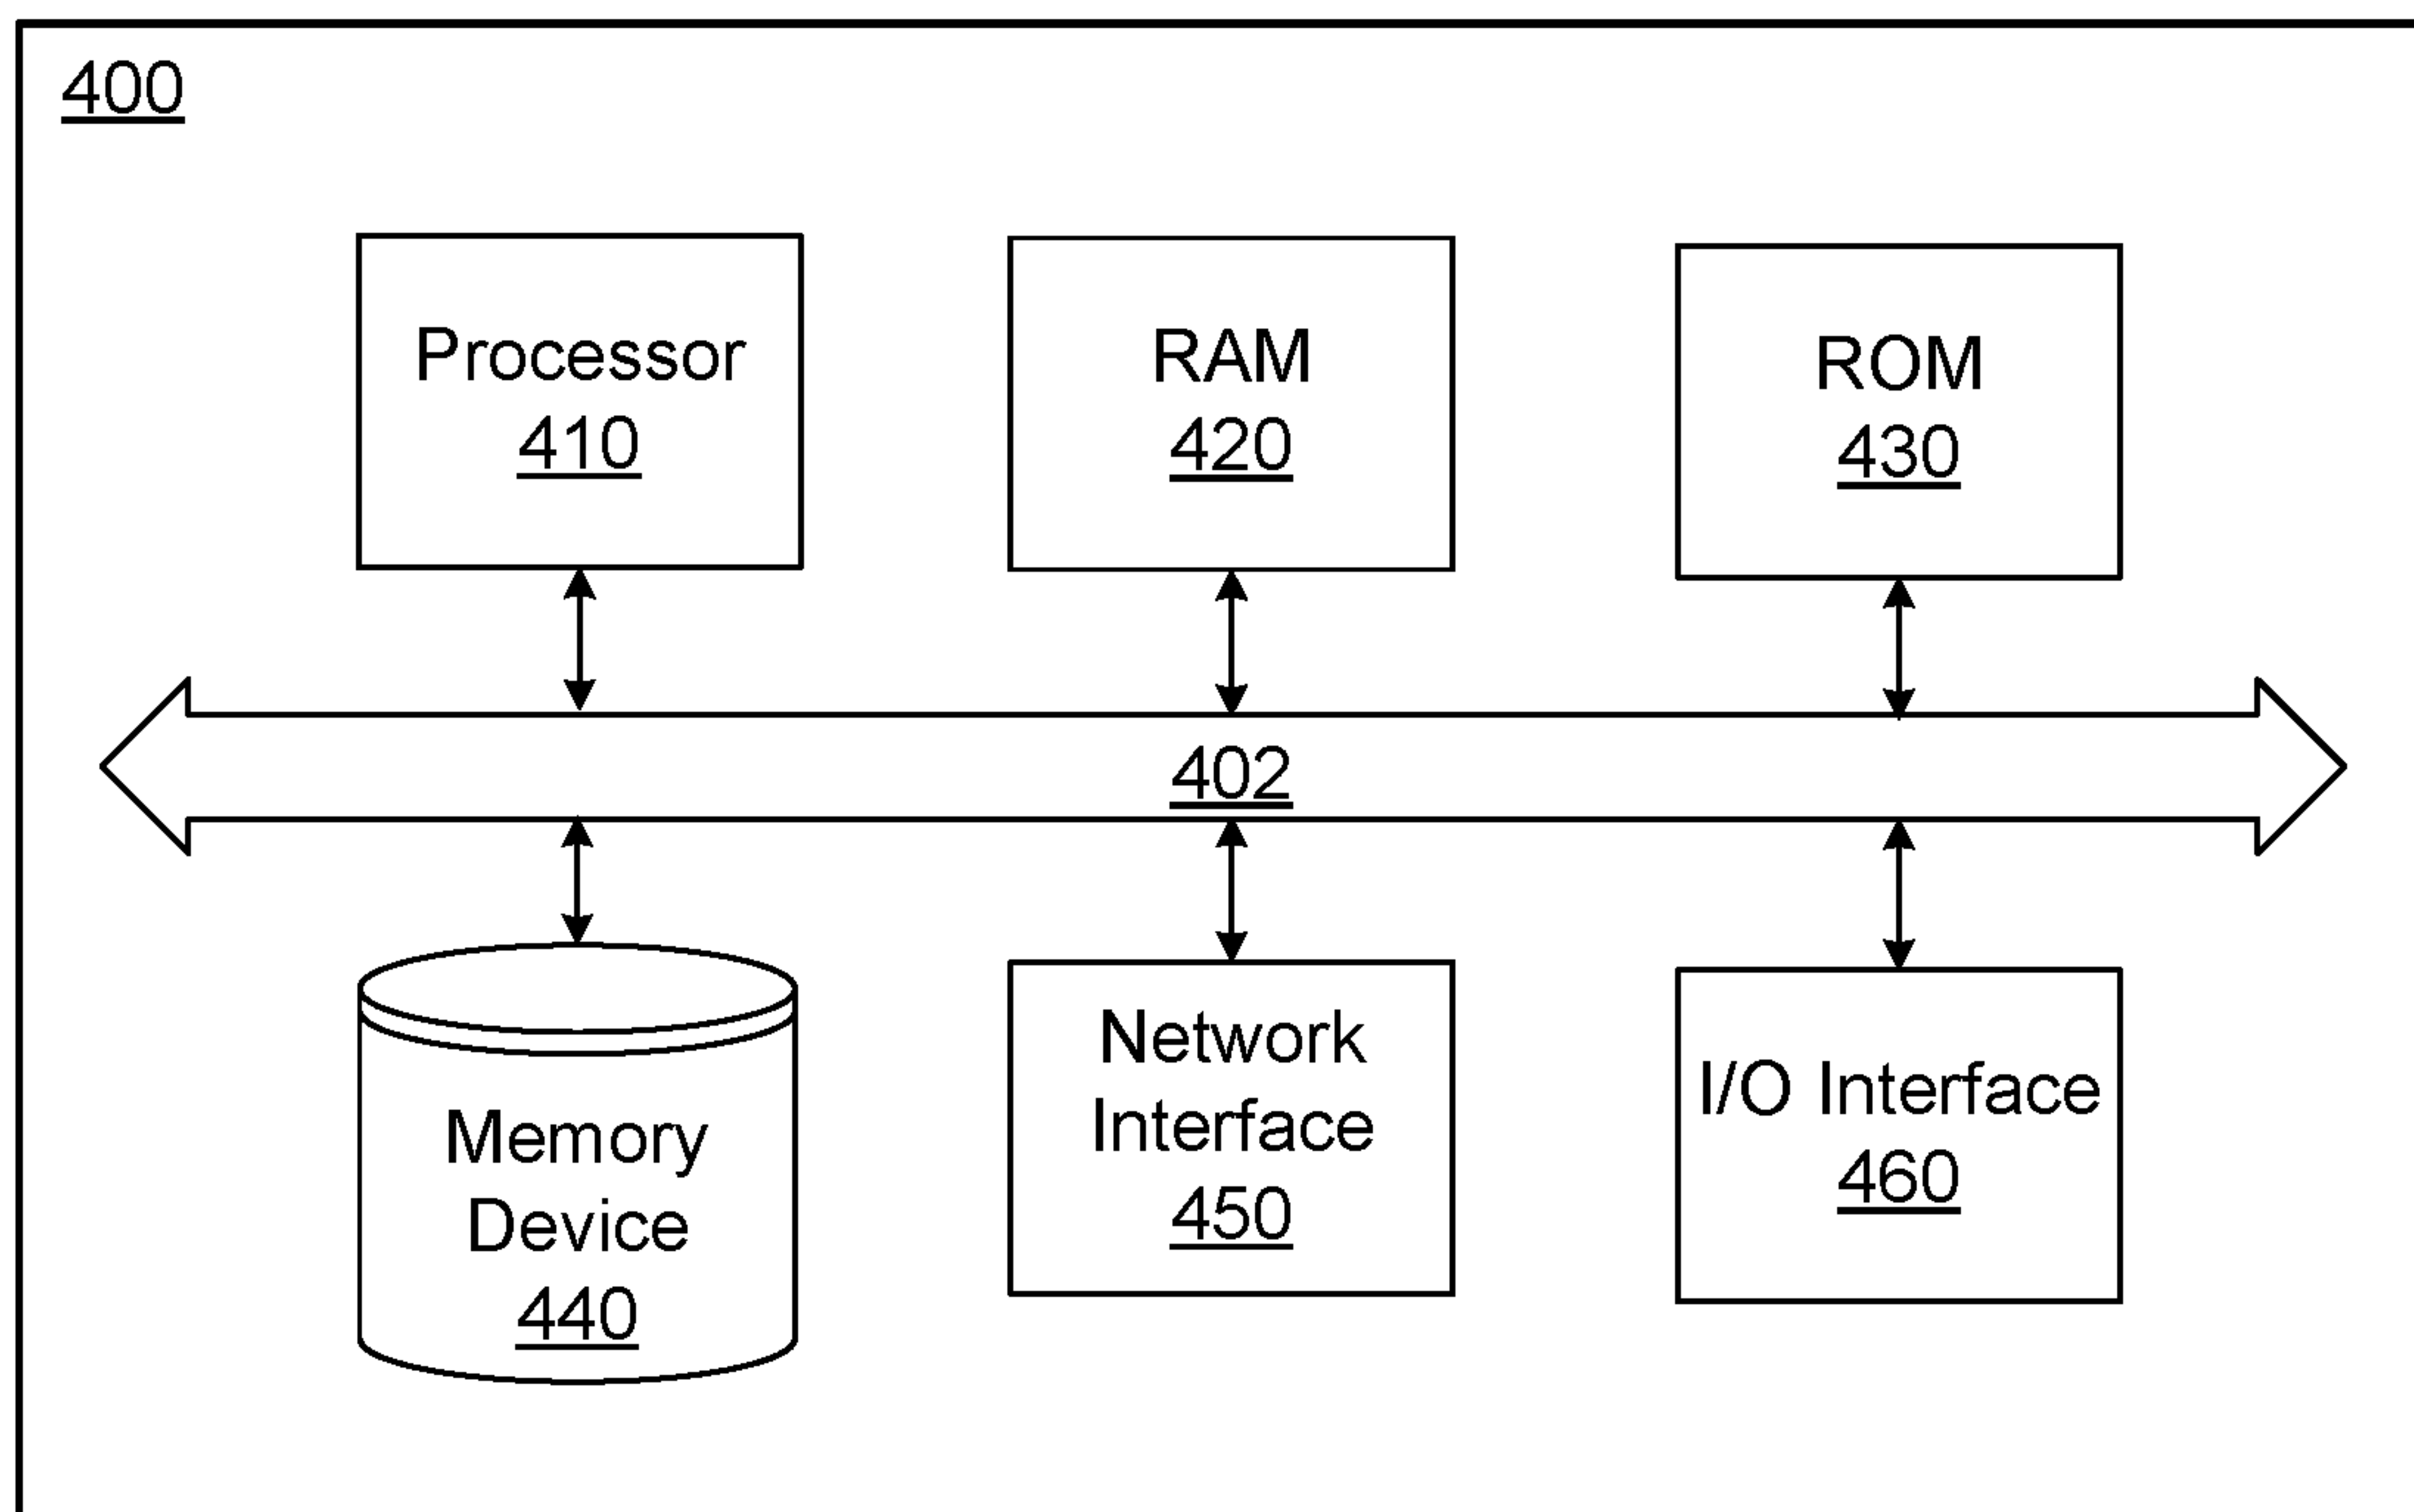 400
Processor
410
RAM
420
ROM
430
402
Memory
Device
440
Network
Interface
450
I/O Interface
460